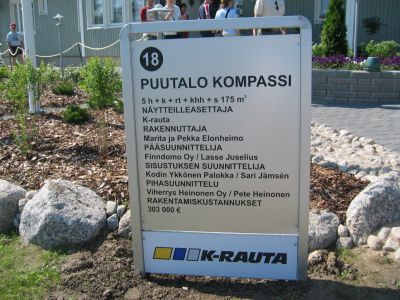 18
PUUTALO KOMPASSI
5 h + k + rt + khh + s 175 m²
NÄYTTEILLEASETTAJA
K-rauta
RAKENNUTTAJA
Marita ja Pekka Elonheimo
PÄÄSUUNNITTELIJA
Finndomo Oy / Lasse Juselius
SISUSTUKSEN SUUNNITTELIJA
Kodin Ykkönen Palokka / Sari Jämsén
PIHASUUNNITTELU
Viherrys Heinonen Oy / Pete Heinonen
RAKENTAMISKUSTANNUKSET
303 000 €
K-RAUTA